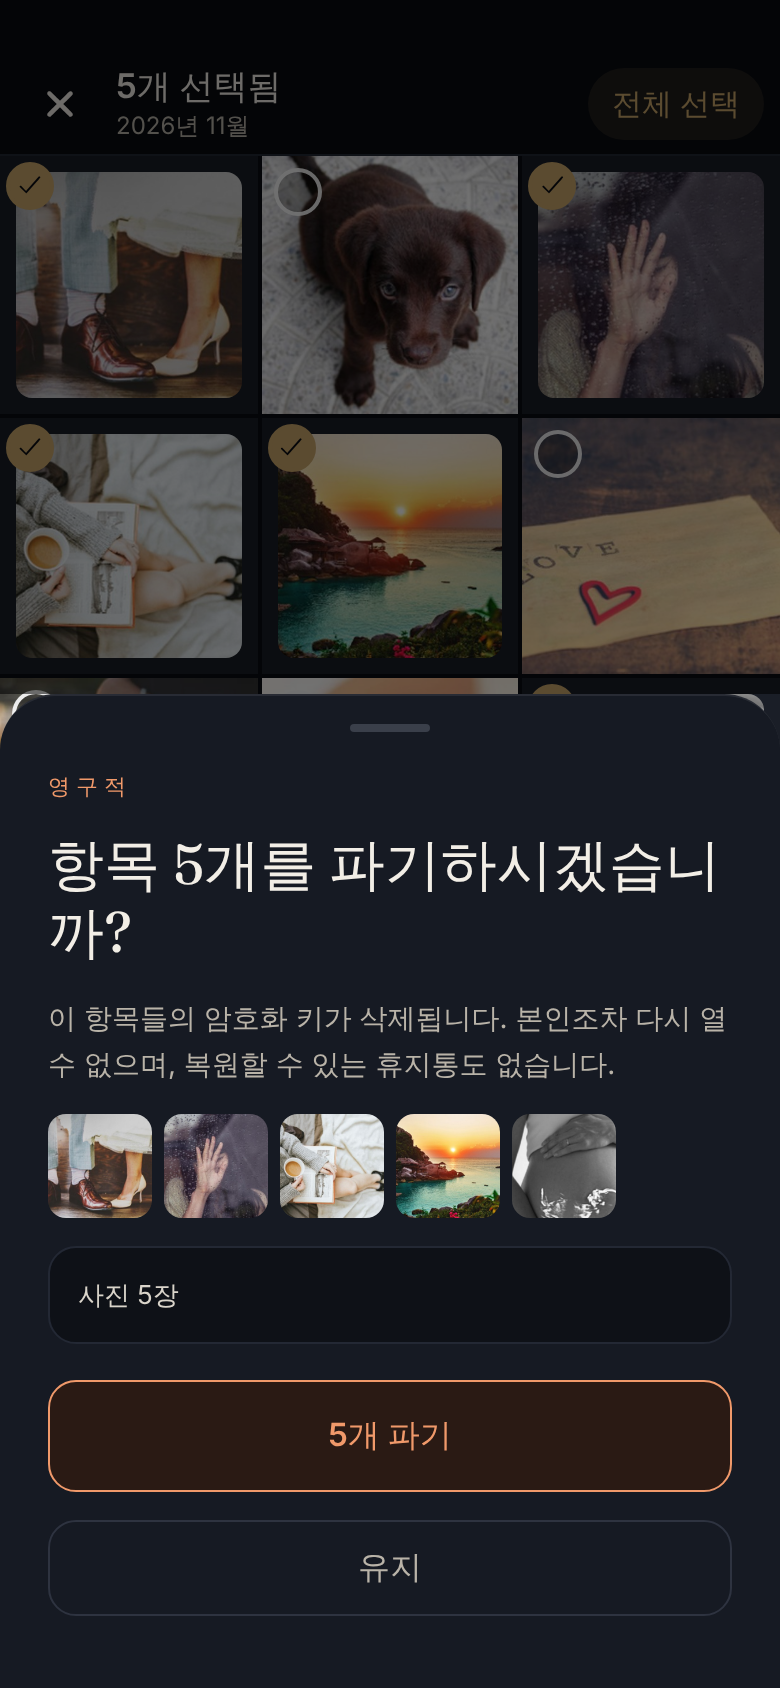 5개 선택됨
2026년 11월
전체 선택
LOVE
영구적
항목 5개를 파기하시겠습니
까?
이 항목들의 암호화 키가 삭제됩니다. 본인조차 다시 열
수 없으며, 복원할 수 있는 휴지통도 없습니다.
사진 5장
5개 파기
유지